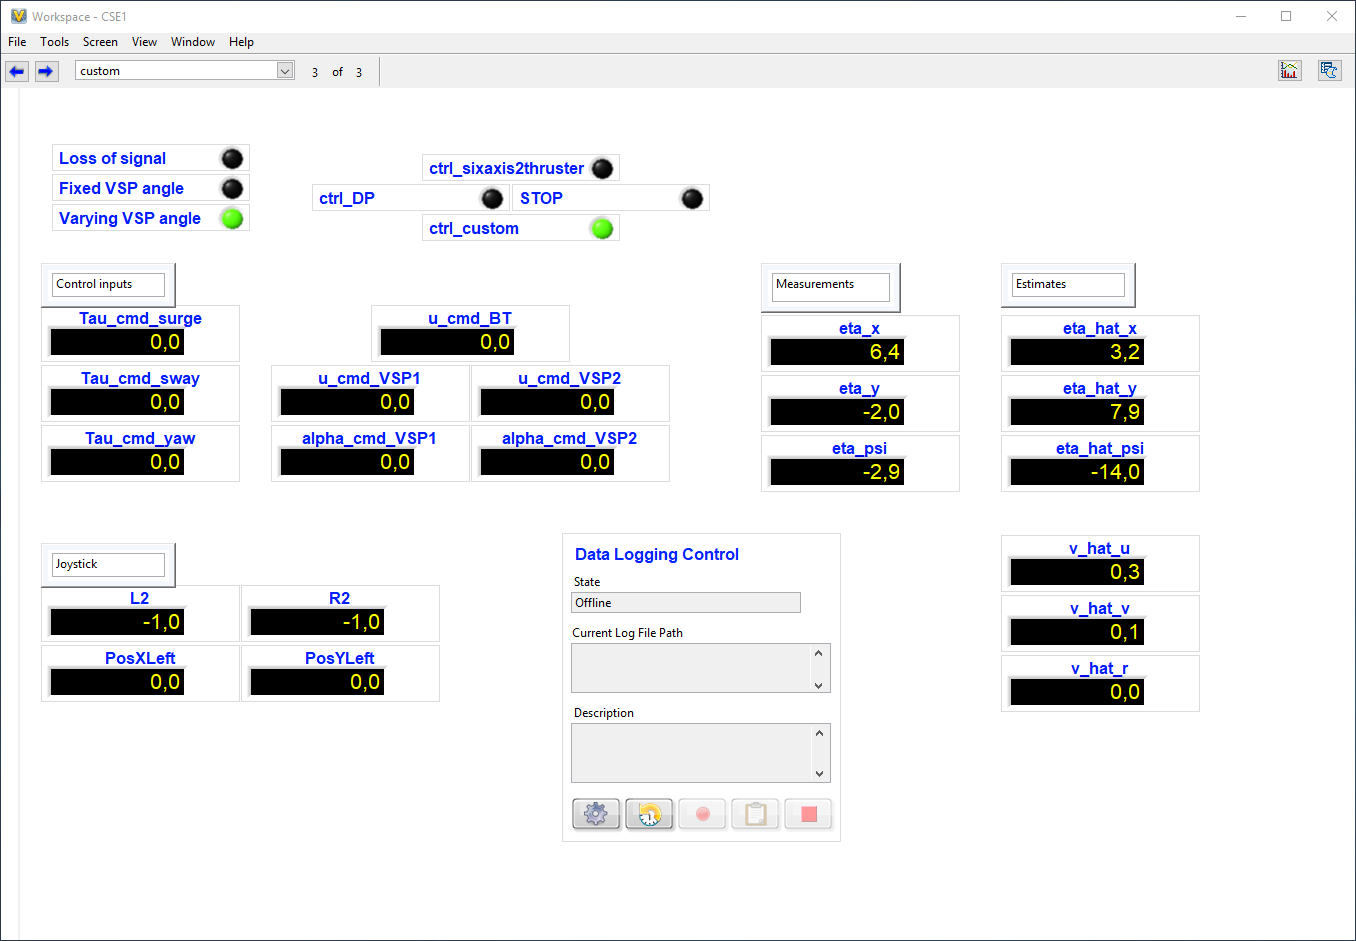 Workspace - CSE1
File Tools Screen View Window Help
custom 3 of 3
Loss of signal
Fixed VSP angle
Varying VSP angle
ctrl_sixaxis2thruster
ctrl_DP
STOP
ctrl_custom
Control inputs
Tau_cmd_surge
0,0
Tau_cmd_sway
0,0
Tau_cmd_yaw
0,0
u_cmd_BT
0,0
u_cmd_VSP1
0,0
u_cmd_VSP2
0,0
alpha_cmd_VSP1
0,0
alpha_cmd_VSP2
0,0
Measurements
eta_x
6,4
eta_y
-2,0
eta_psi
-2,9
Estimates
eta_hat_x
3,2
eta_hat_y
7,9
eta_hat_psi
-14,0
v_hat_u
0,3
v_hat_v
0,1
v_hat_r
0,0
Joystick
L2
-1,0
R2
-1,0
PosXLeft
0,0
PosYLeft
0,0
Data Logging Control
State
Offline
Current Log File Path
Description